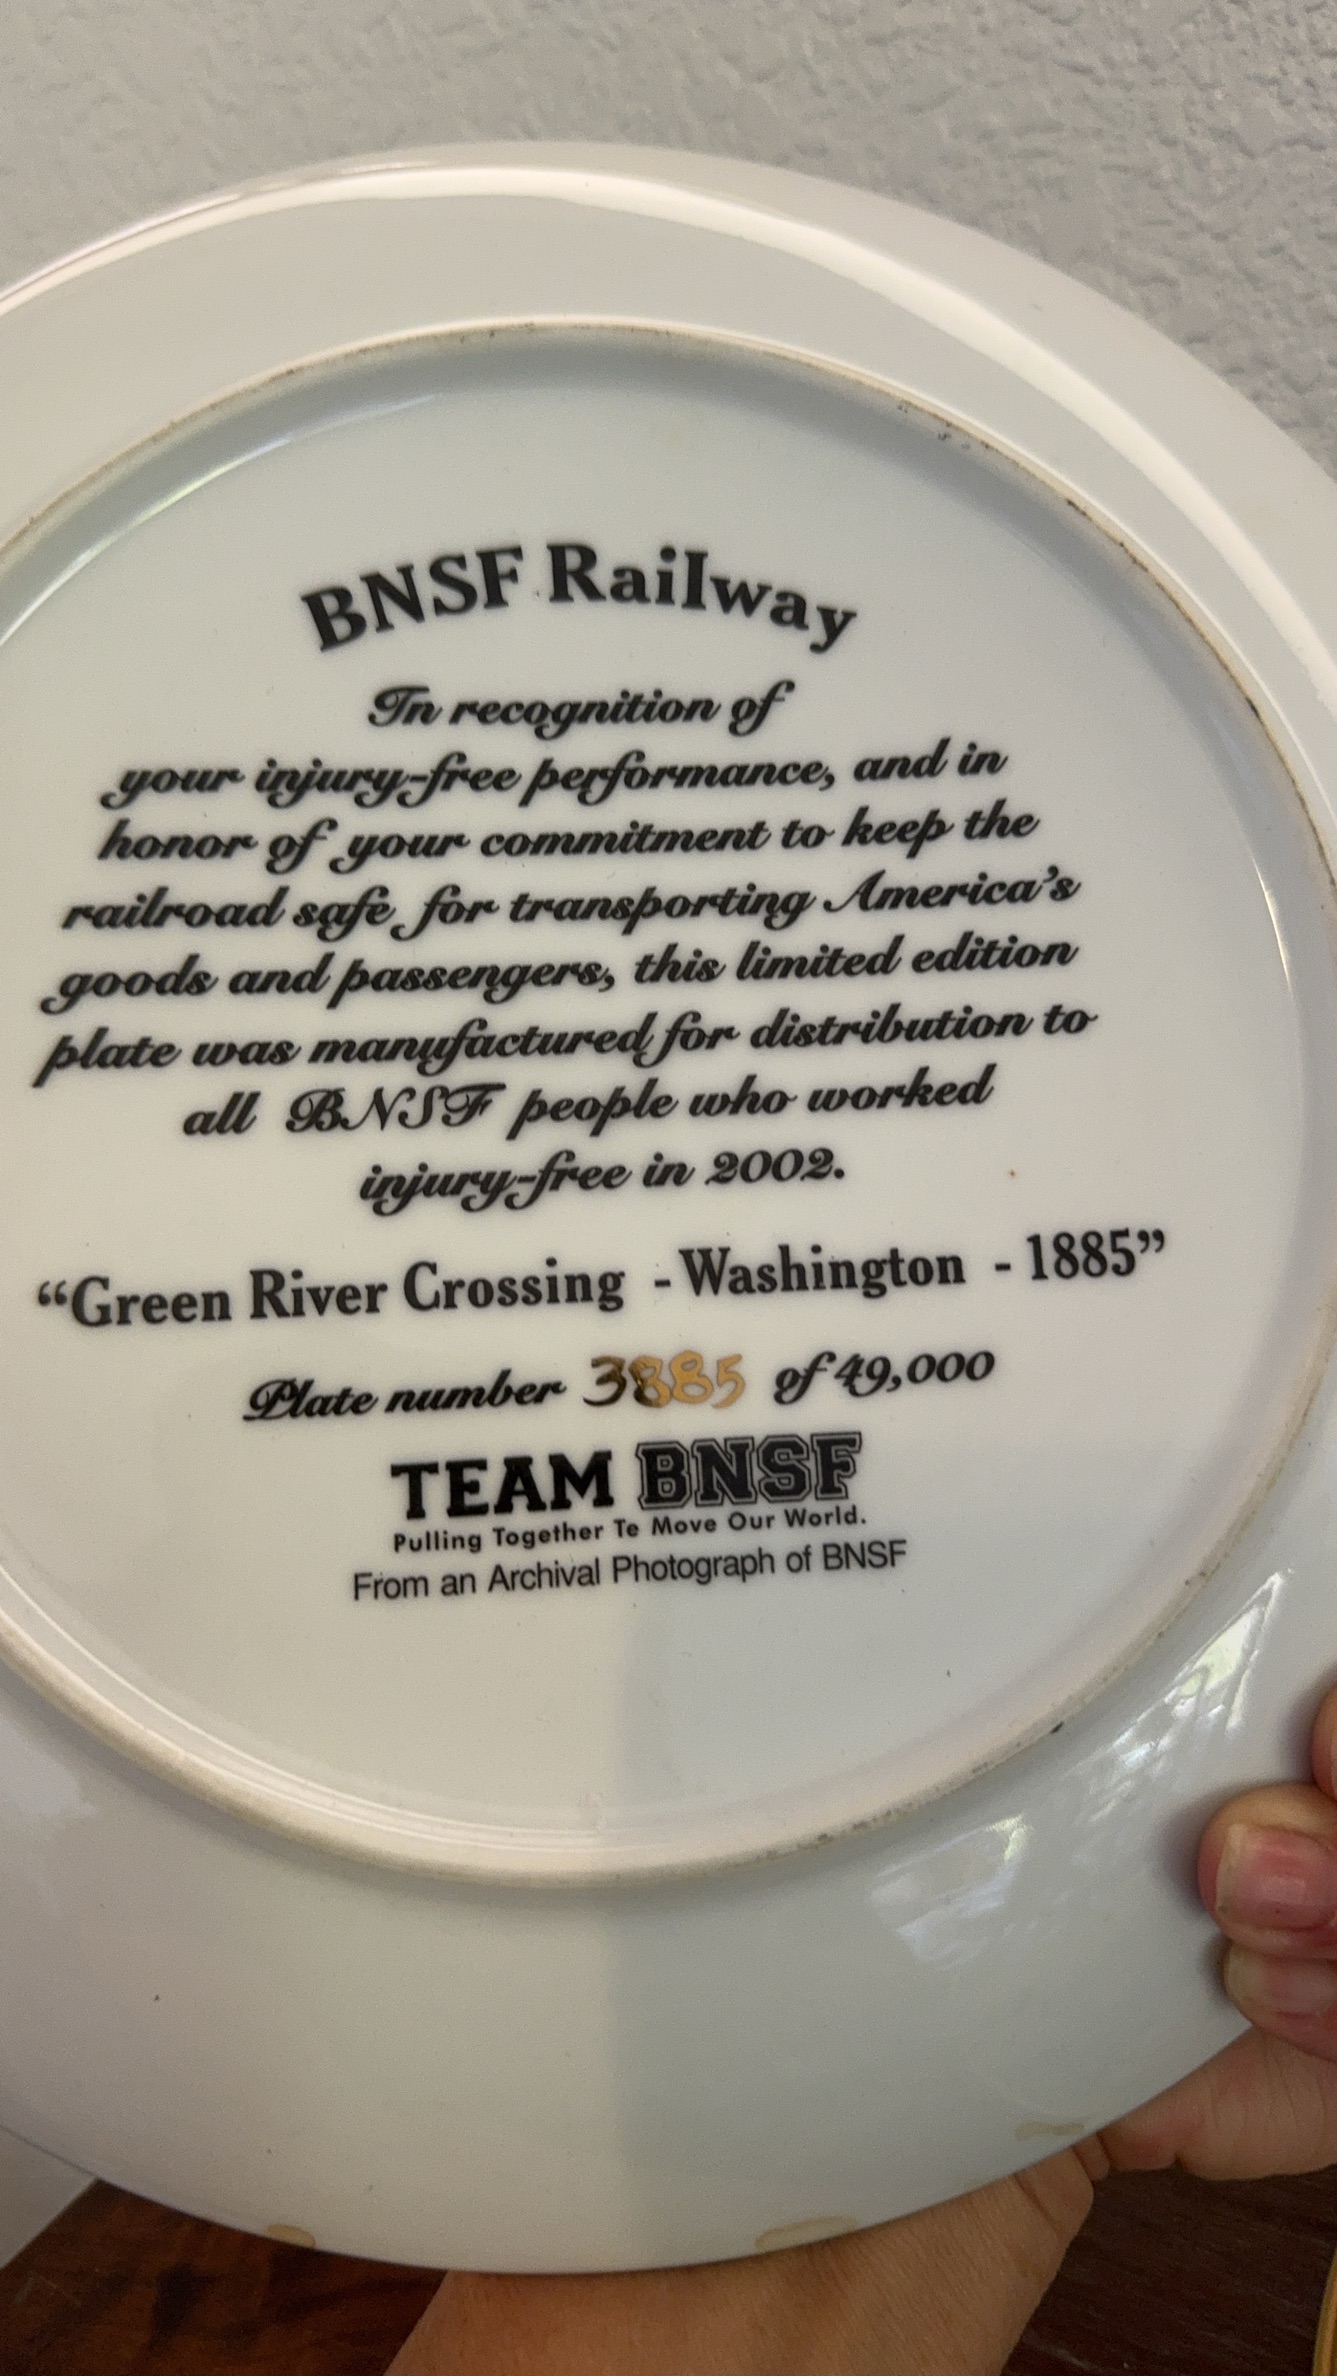 BNSF Railway
In recognition of
your injury-free performance, and in
honor of your commitment to keep the
railroad safe for transporting America's
goods and passengers, this limited edition
plate was manufactured for distribution to
all BNSF people who worked
injury-free in 2002.
“Green River Crossing - Washington - 1885”
Plate number 3885 of 49,000
TEAM BNSF
Pulling Together Te Move Our World.
From an Archival Photograph of BNSF